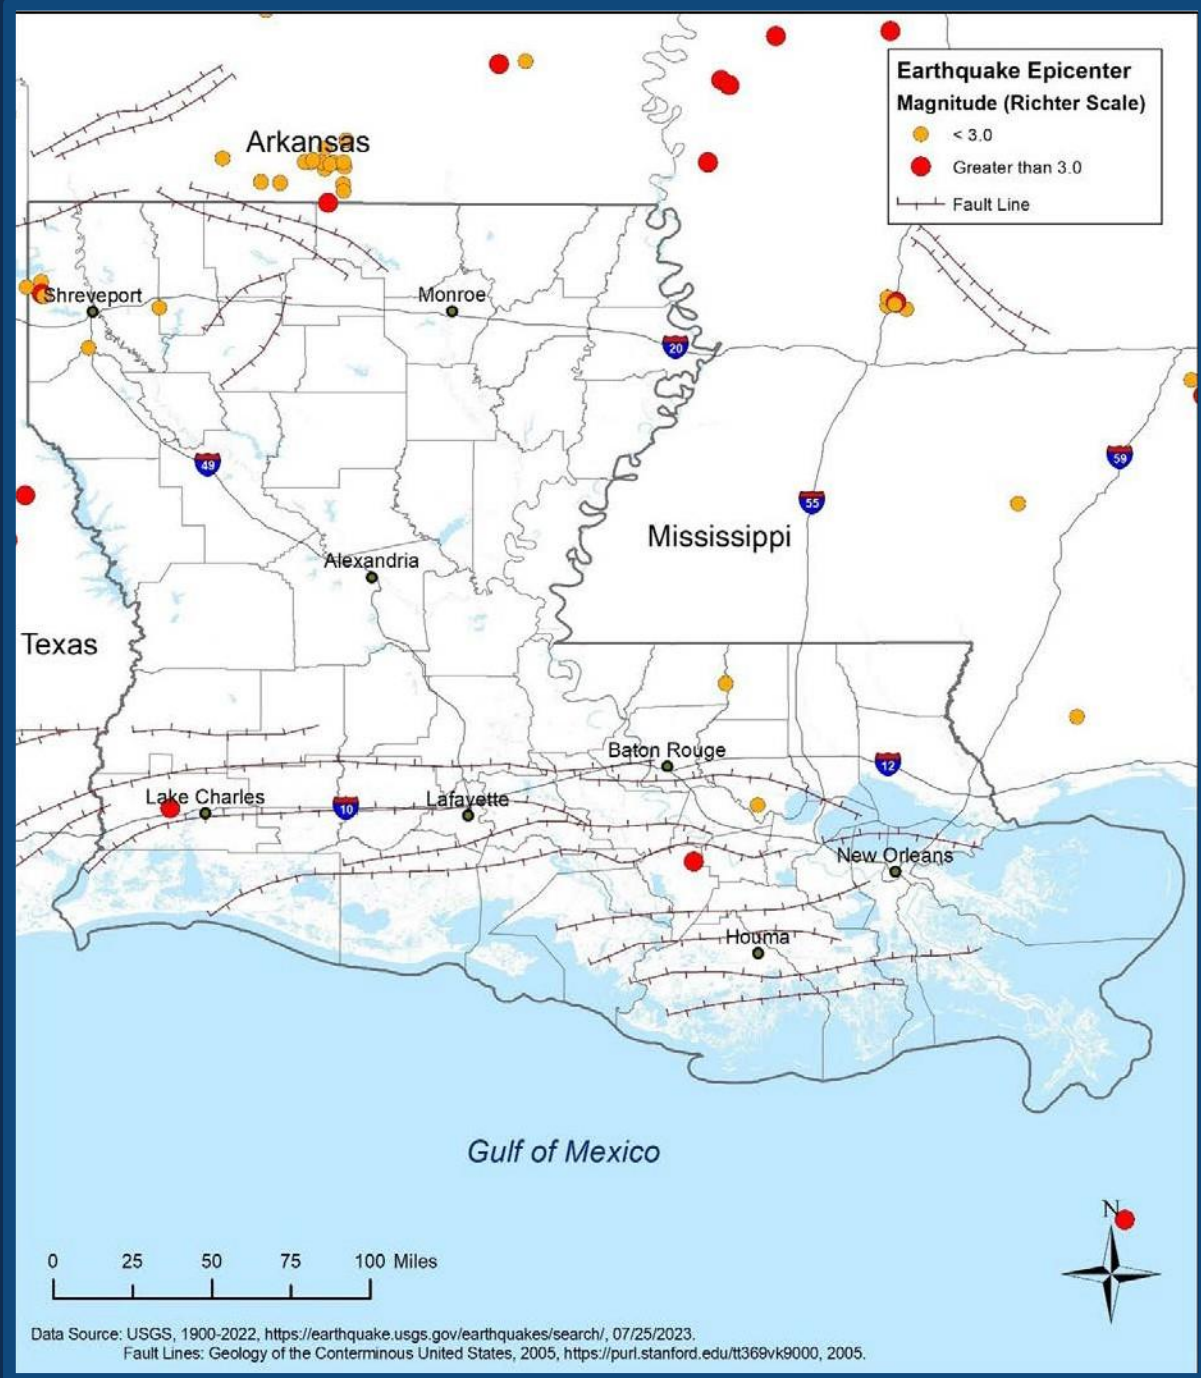 Earthquake Epicenter
Magnitude (Richter Scale)
< 3.0
Greater than 3.0
Fault Line
Arkansas
Shreveport
Monroe
20
49
55
59
Mississippi
Alexandria
Texas
Baton Rouge
12
Lake Charles
10
Lafayette
New Orleans
Houma
Gulf of Mexico
N
0 25 50 75 100 Miles
Data Source: USGS, 1900-2022, https://earthquake.usgs.gov/earthquakes/search/, 07/25/2023.
Fault Lines: Geology of the Conterminous United States, 2005, https://purl.stanford.edu/tt369vk9000, 2005.